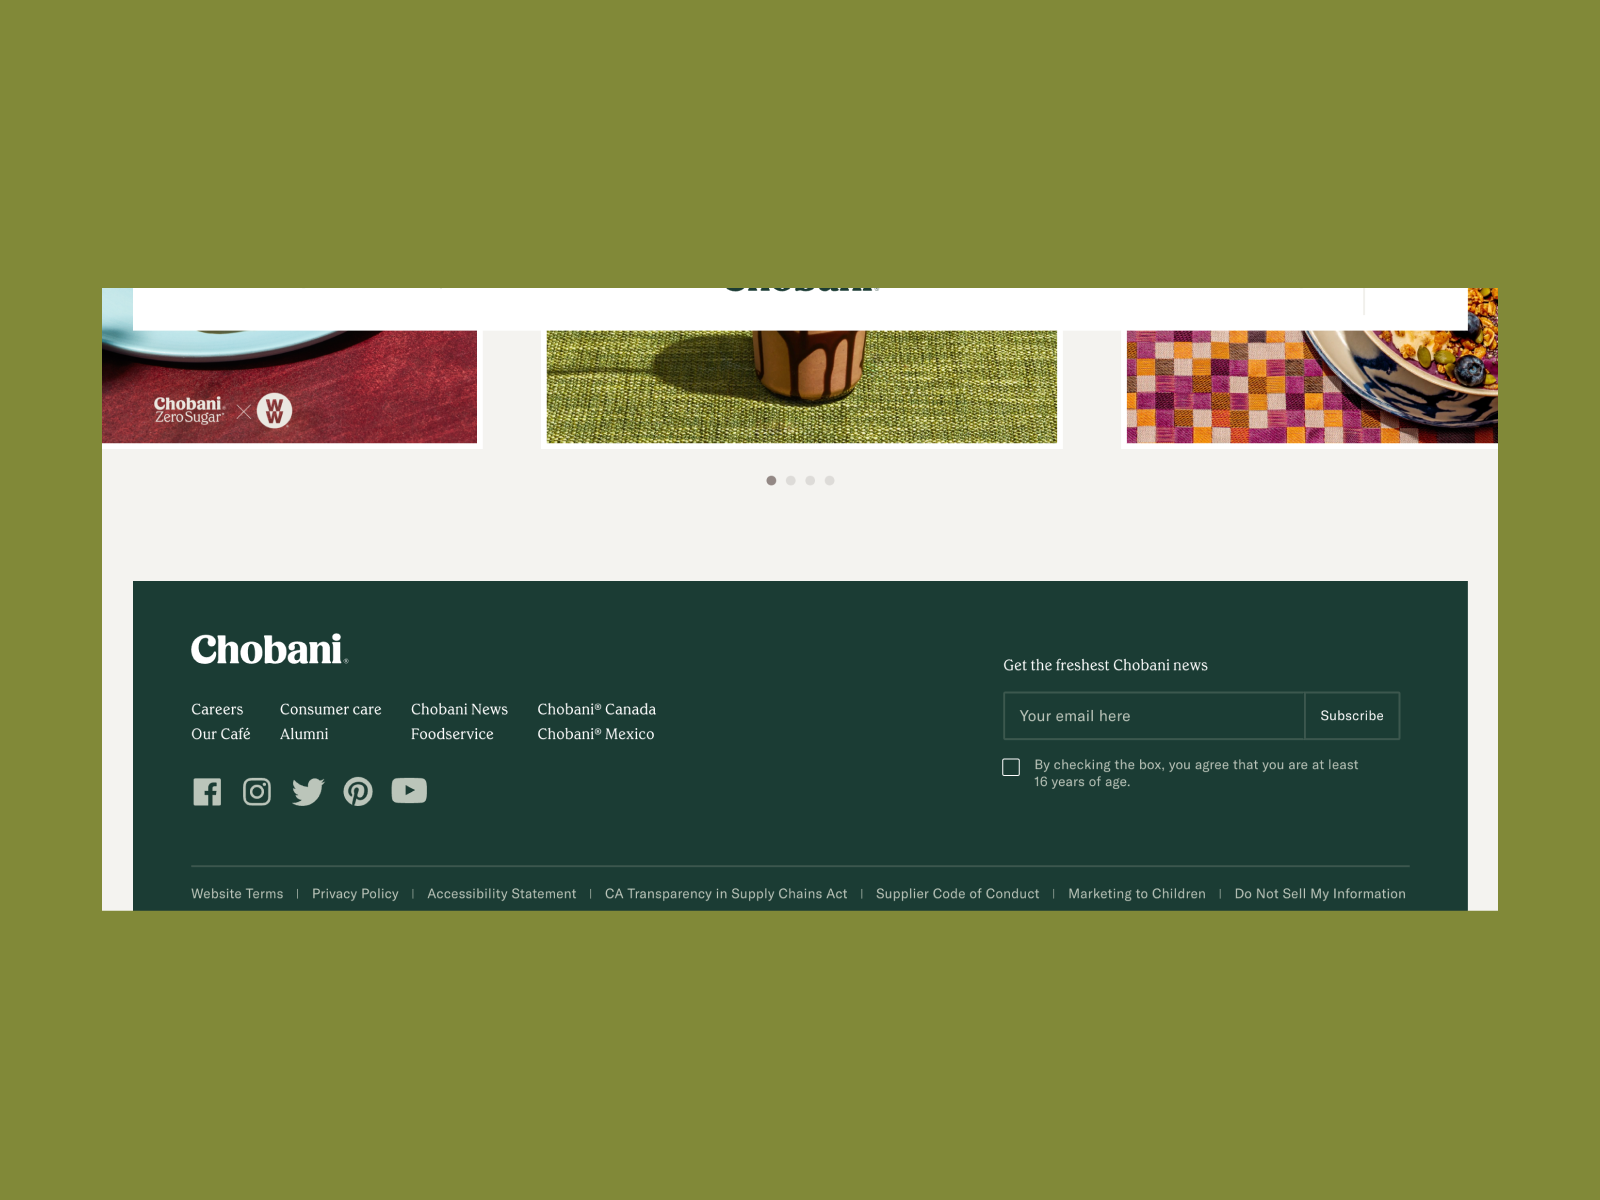 Chobani®
Chobani®
Zero Sugar™
WW
Chobani®
Get the freshest Chobani news
Careers Consumer care Chobani News Chobani® Canada
Your email here Subscribe
Our Café Alumni Foodservice Chobani® Mexico
By checking the box, you agree that you are at least
16 years of age.
Website Terms | Privacy Policy | Accessibility Statement | CA Transparency in Supply Chains Act | Supplier Code of Conduct | Marketing to Children | Do Not Sell My Information